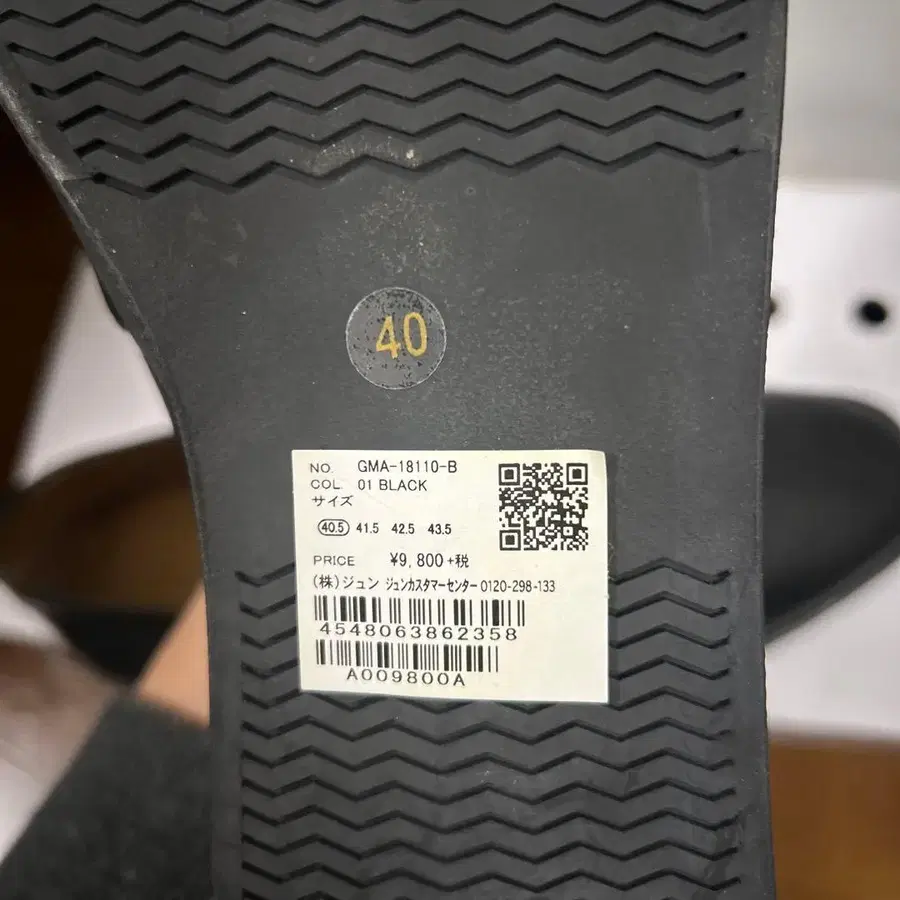 40
NO. GMA-18110-B
COL 01 BLACK
サイズ
40.5 41.5 42.5 43.5
PRICE ¥9,800+税
(株)ジュン ジュンカスタマーセンター 0120-298-133
4548063862358
A009800A